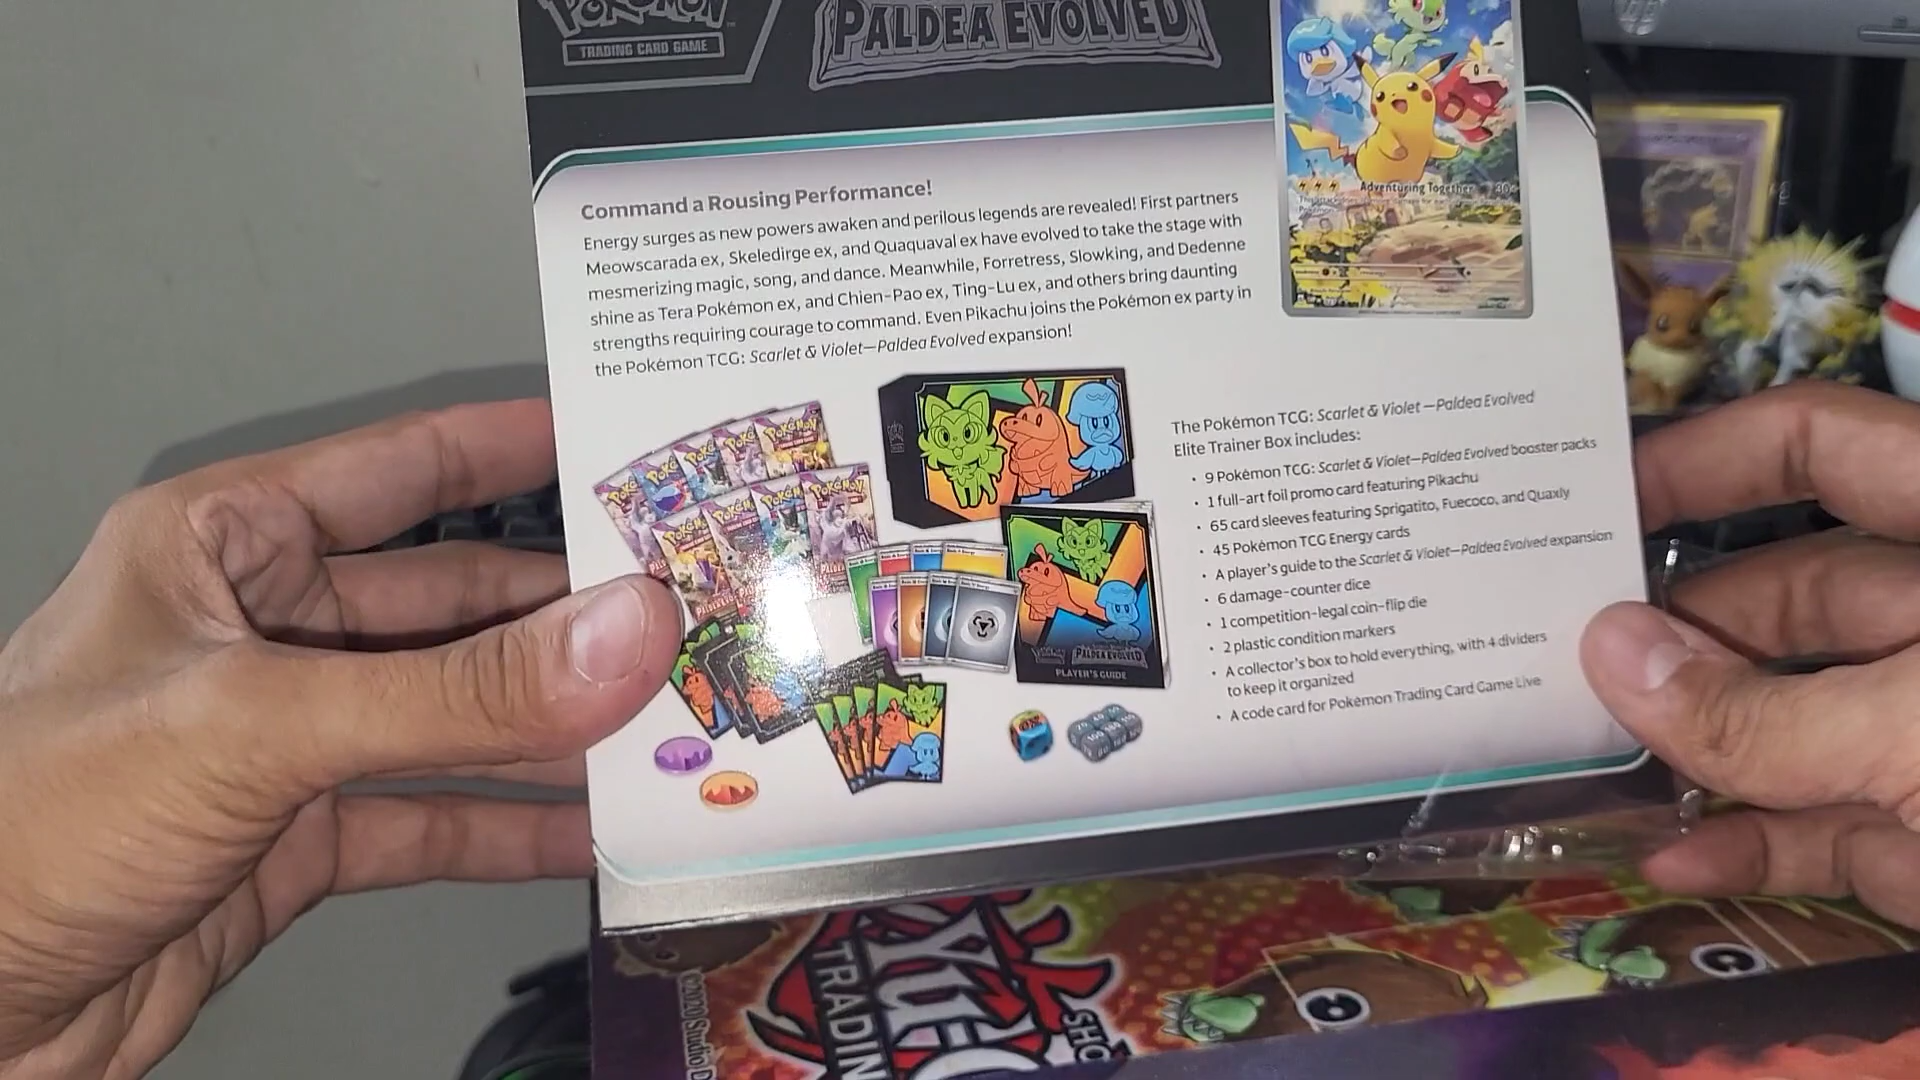 POKÉMON
TRADING CARD GAME
PALDEA EVOLVED
Adventuring Together
Command a Rousing Performance!
Energy surges as new powers awaken and perilous legends are revealed! First partners
Meowscarada ex, Skeledirge ex, and Quaquaval ex have evolved to take the stage with
mesmerizing magic, song, and dance. Meanwhile, Forretress, Slowking, and Dedenne
shine as Tera Pokémon ex, and Chien-Pao ex, Ting-Lu ex, and others bring daunting
strengths requiring courage to command. Even Pikachu joins the Pokémon ex party in
the Pokémon TCG: Scarlet & Violet—Paldea Evolved expansion!
The Pokémon TCG: Scarlet & Violet—Paldea Evolved
Elite Trainer Box includes:
• 9 Pokémon TCG: Scarlet & Violet—Paldea Evolved booster packs
• 1 full-art foil promo card featuring Pikachu
• 65 card sleeves featuring Sprigatito, Fuecoco, and Quaxly
• 45 Pokémon TCG Energy cards
• A player's guide to the Scarlet & Violet—Paldea Evolved expansion
• 6 damage-counter dice
• 1 competition-legal coin-flip die
• 2 plastic condition markers
• A collector's box to hold everything, with 4 dividers
to keep it organized
• A code card for Pokémon Trading Card Game Live
POKÉMON
POKÉMON
PALDEA EVOLVED
PLAYER'S GUIDE
©2020 Studio D
TRADIN